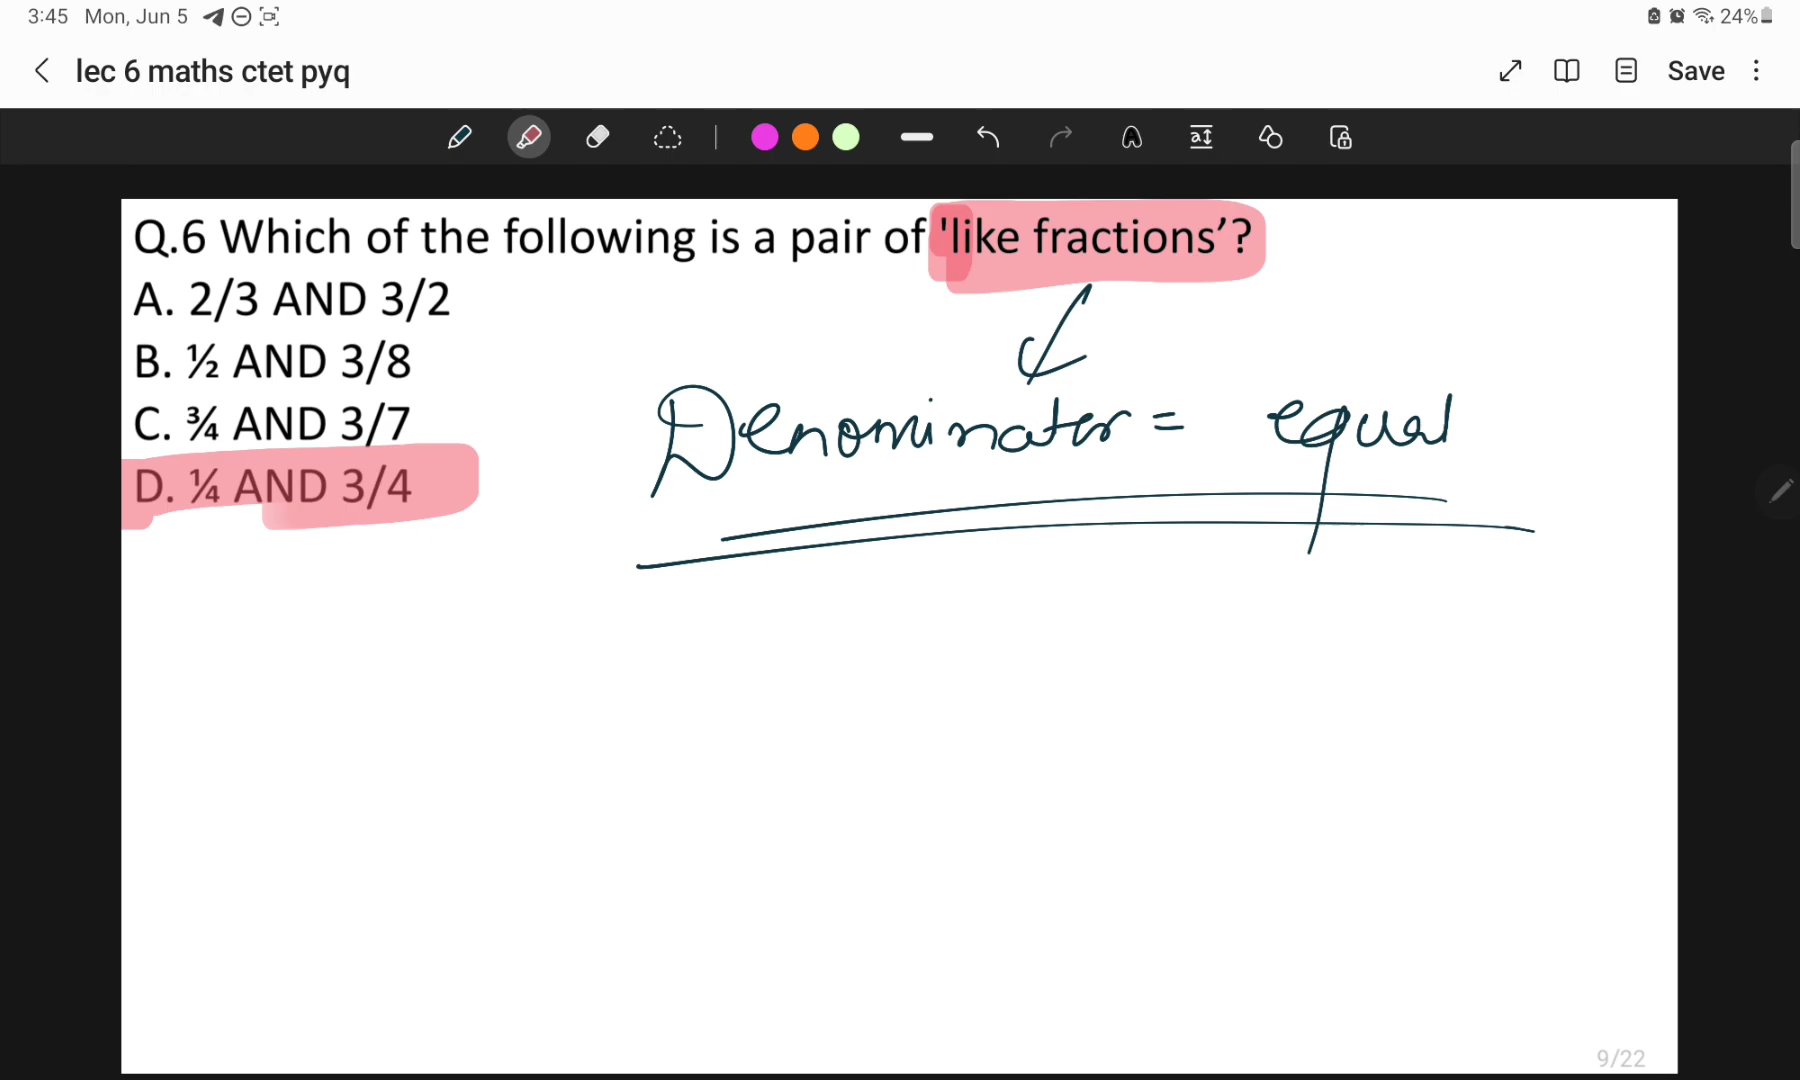 3:45 Mon, Jun 5 24%
lec 6 maths ctet pyq Save
Q.6 Which of the following is a pair of 'like fractions’?
A. 2/3 AND 3/2
B. ½ AND 3/8
C. ¾ AND 3/7
D. ¼ AND 3/4
Denominater = equal
9/22